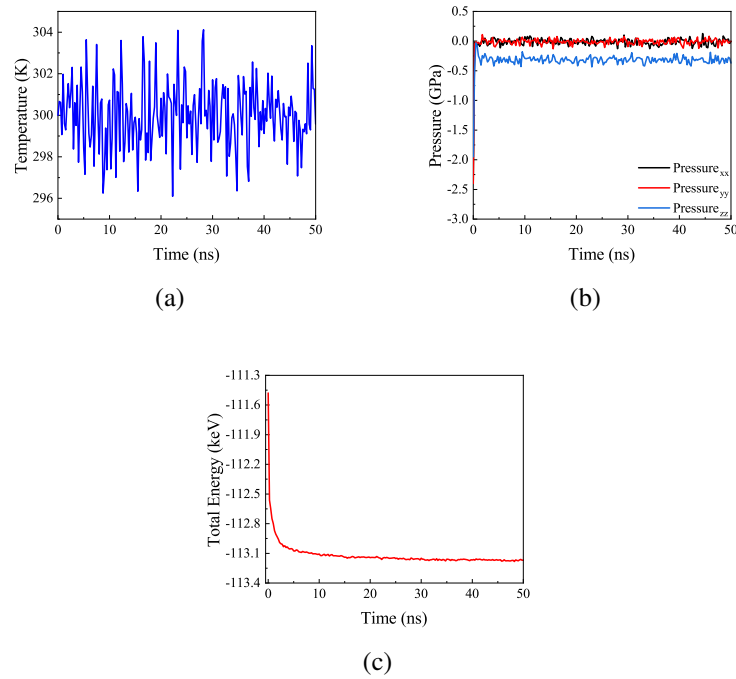 304
302
300
298
296
Temperature (K)
0 10 20 30 40 50
Time (ns)
(a)
0.5
0.0
-0.5
-1.0
-1.5
-2.0
-2.5
-3.0
Pressure (GPa)
Pressure_xx
Pressure_yy
Pressure_zz
0 10 20 30 40 50
Time (ns)
(b)
-111.3
-111.6
-111.9
-112.2
-112.5
-112.8
-113.1
-113.4
Total Energy (keV)
0 10 20 30 40 50
Time (ns)
(c)